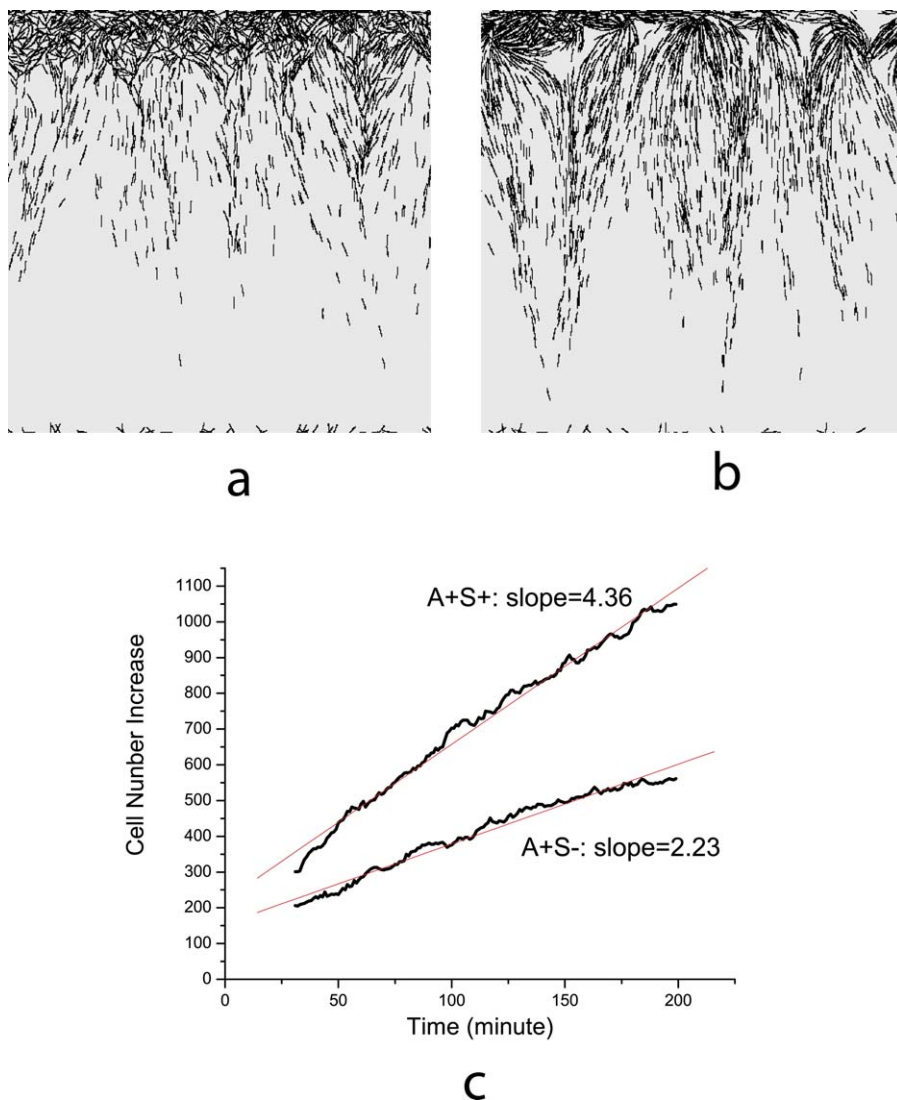 a
b
1100
1000
900
800
700
600
500
400
300
200
100
0
Cell Nunber Increase
A+S+: slope=4.36
A+S-: slope=2.23
0
50
100
150
200
Time (minute)
c